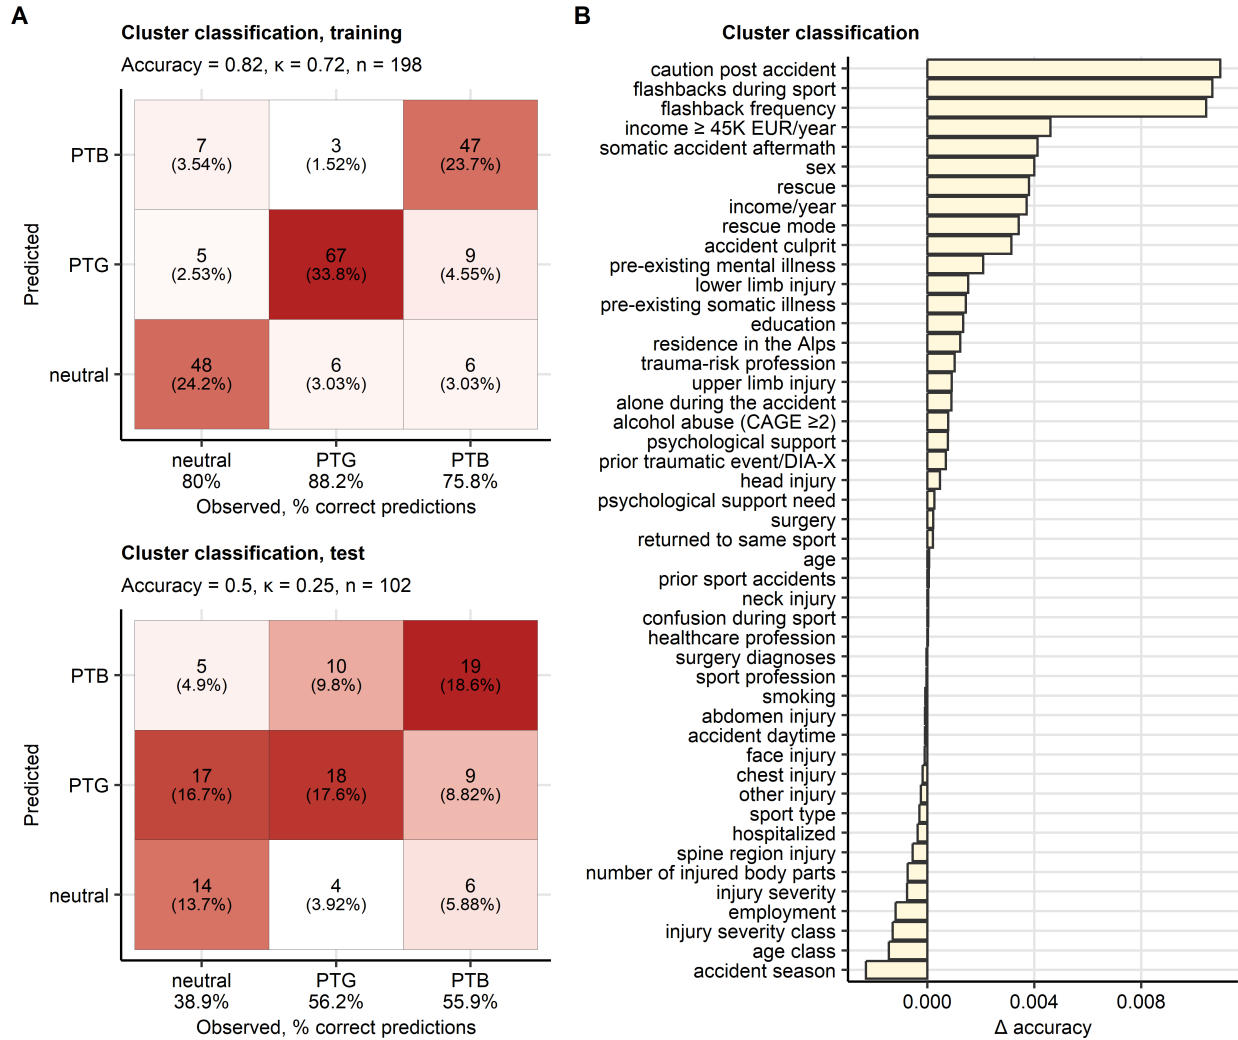 A
Cluster classification, training
Accuracy = 0.82, κ = 0.72, n = 198
Predicted
PTB
7
(3.54%)
3
(1.52%)
47
(23.7%)
PTG
5
(2.53%)
67
(33.8%)
9
(4.55%)
neutral
48
(24.2%)
6
(3.03%)
6
(3.03%)
neutral
80%
PTG
88.2%
PTB
75.8%
Observed, % correct predictions
Cluster classification, test
Accuracy = 0.5, κ = 0.25, n = 102
Predicted
PTB
5
(4.9%)
10
(9.8%)
19
(18.6%)
PTG
17
(16.7%)
18
(17.6%)
9
(8.82%)
neutral
14
(13.7%)
4
(3.92%)
6
(5.88%)
neutral
38.9%
PTG
56.2%
PTB
55.9%
Observed, % correct predictions
B
Cluster classification
caution post accident
flashbacks during sport
flashback frequency
income ≥ 45K EUR/year
somatic accident aftermath
sex
rescue
income/year
rescue mode
accident culprit
pre-existing mental illness
lower limb injury
pre-existing somatic illness
education
residence in the Alps
trauma-risk profession
upper limb injury
alone during the accident
alcohol abuse (CAGE ≥2)
psychological support
prior traumatic event/DIA-X
head injury
psychological support need
surgery
returned to same sport
age
prior sport accidents
neck injury
confusion during sport
healthcare profession
surgery diagnoses
sport profession
smoking
abdomen injury
accident daytime
face injury
chest injury
other injury
sport type
hospitalized
spine region injury
number of injured body parts
injury severity
employment
injury severity class
age class
accident season
0.000
0.004
0.008
Δ accuracy